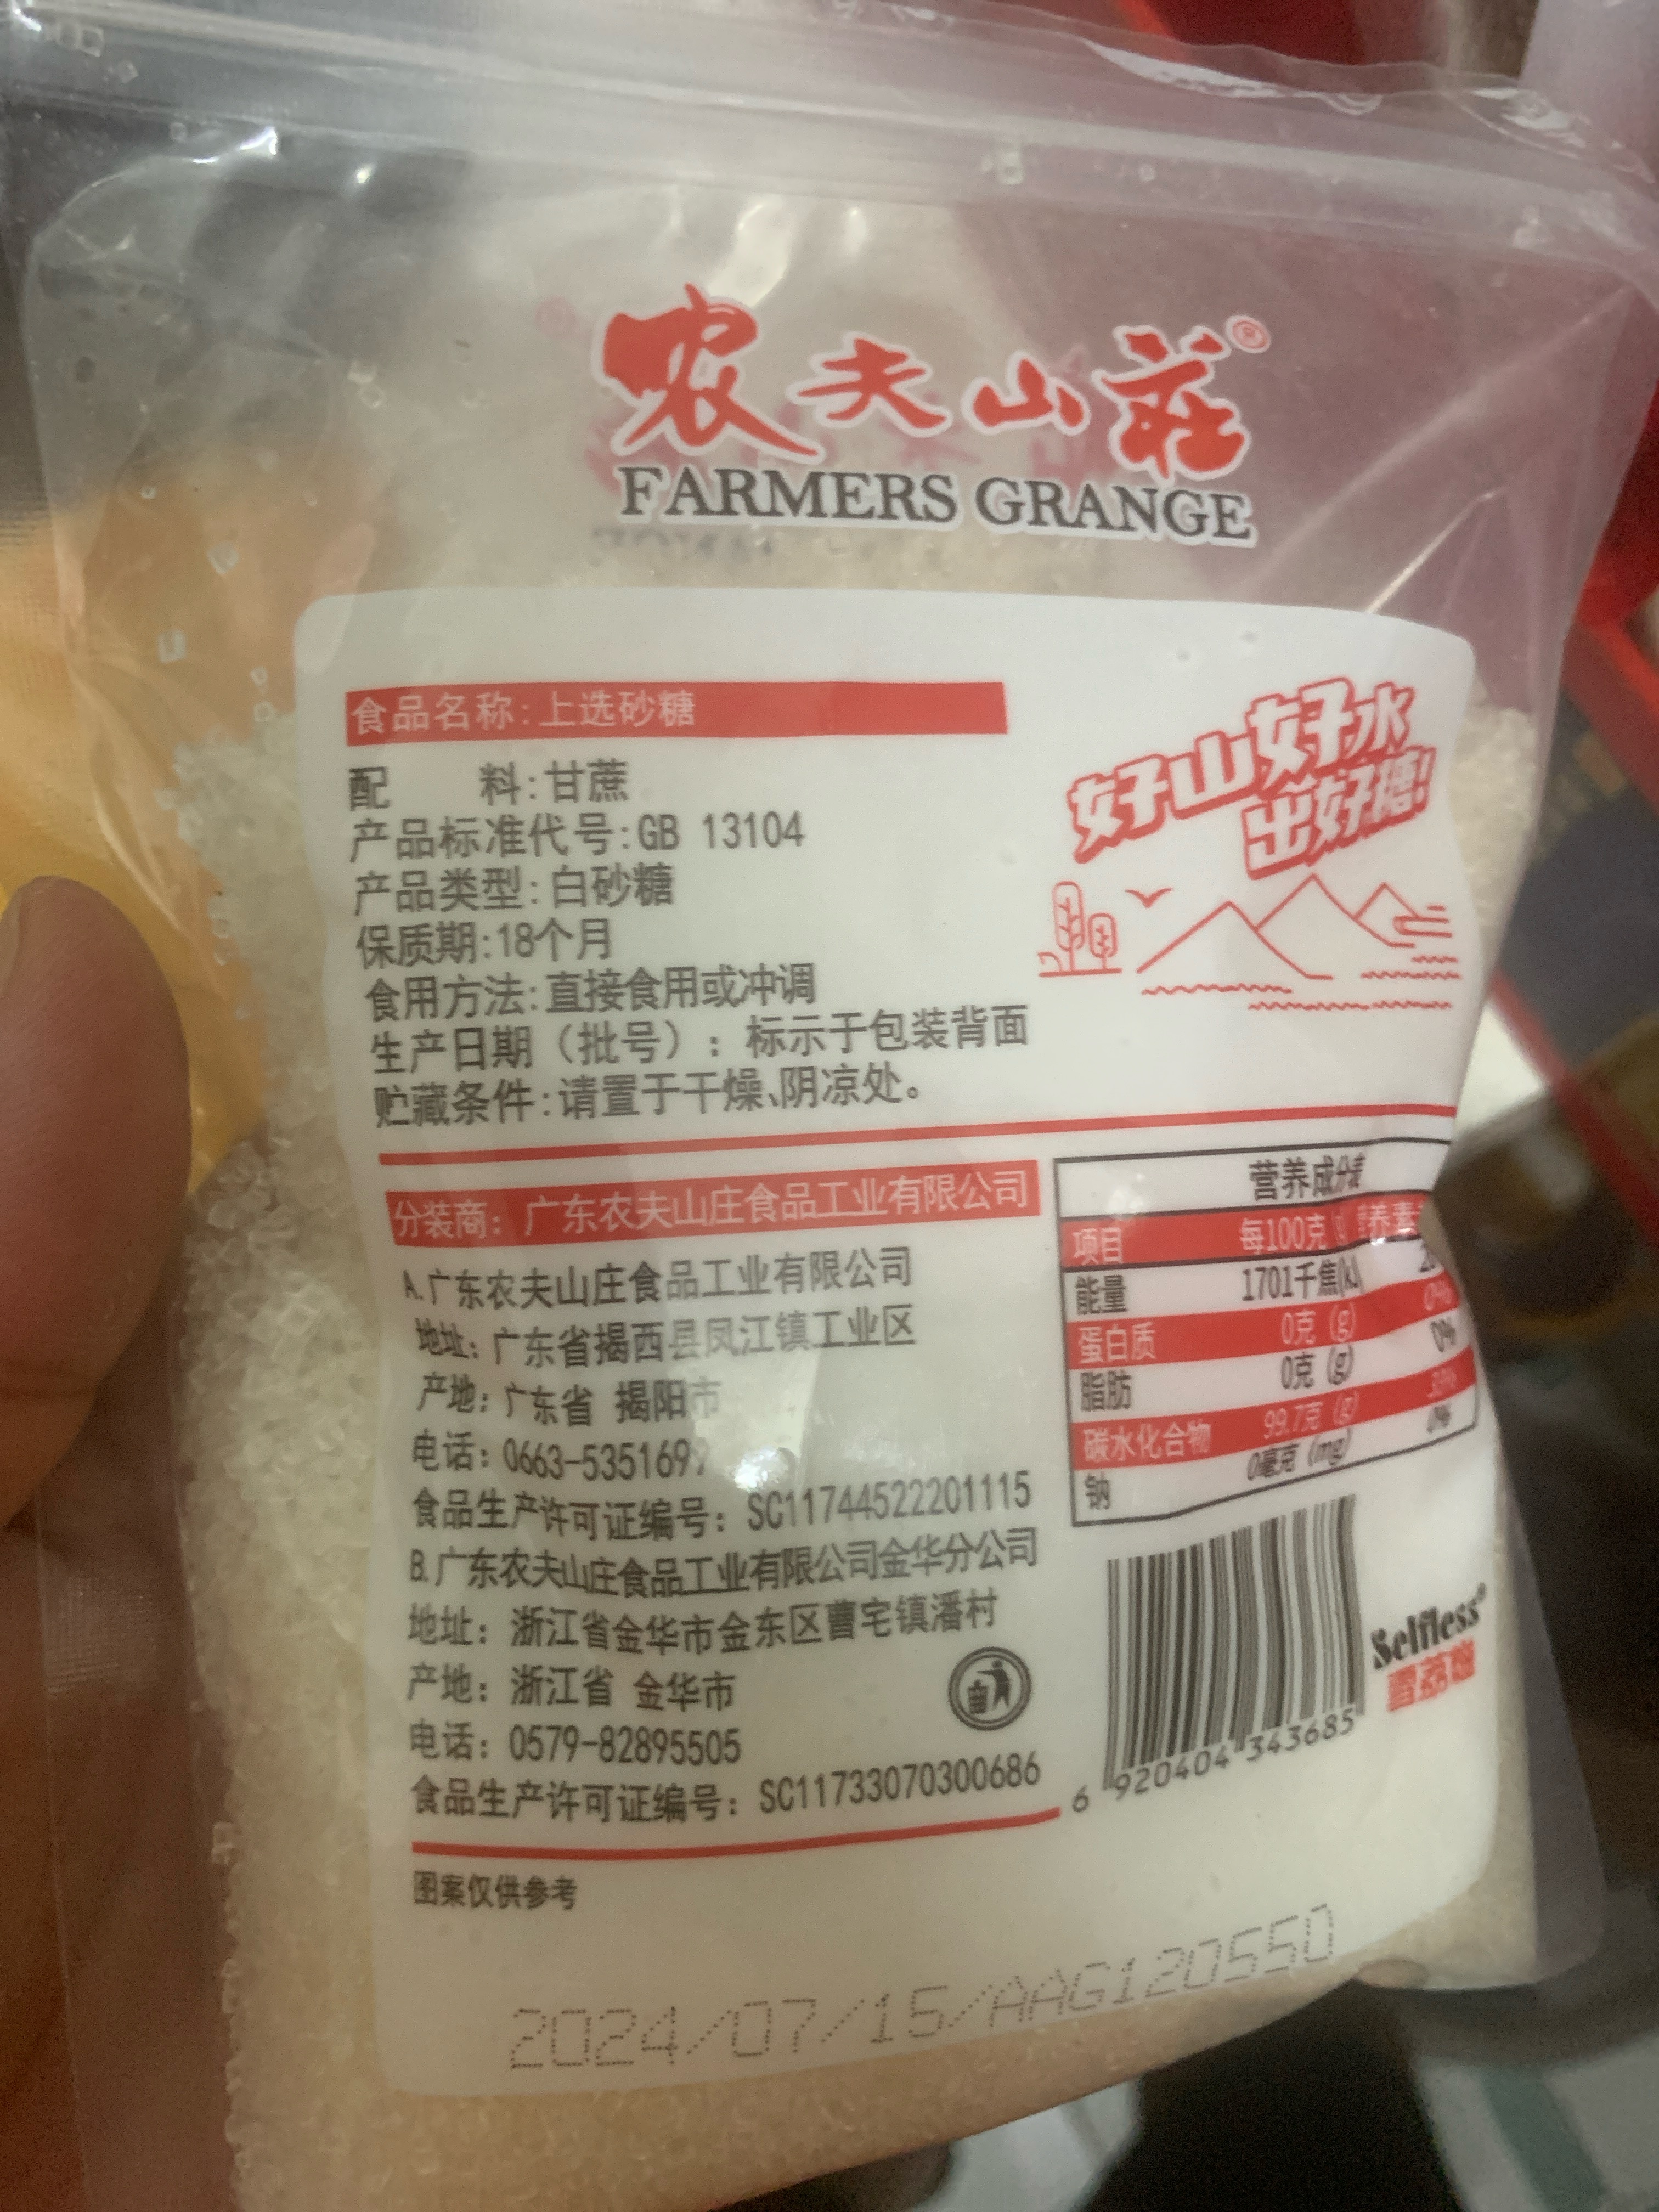 农夫山莊®
FARMERS GRANGE
食品名称:上选砂糖
配 料:甘蔗
产品标准代号:GB 13104
产品类型:白砂糖
保质期:18个月
食用方法:直接食用或冲调
生产日期（批号）：标示于包装背面
贮藏条件:请置于干燥、阴凉处。
好山好水
出好糖!
分装商：广东农夫山庄食品工业有限公司
A.广东农夫山庄食品工业有限公司
地址：广东省揭西县凤江镇工业区
产地：广东省 揭阳市
电话：0663-5351697
食品生产许可证编号：SC11744522201115
B.广东农夫山庄食品工业有限公司金华分公司
地址：浙江省金华市金东区曹宅镇潘村
产地：浙江省 金华市
电话：0579-82895505
食品生产许可证编号：SC11733070300686
图案仅供参考
营养成分表
项目 每100克(g) 营养素
能量 1701千焦(kJ)
蛋白质 0克 (g) 0%
脂肪 0克 (g) 0%
碳水化合物 99.7克 (g) 33%
钠 0毫克 (mg) 0%
6 920404 343685
Selfless®
2024/07/15/AAG120550